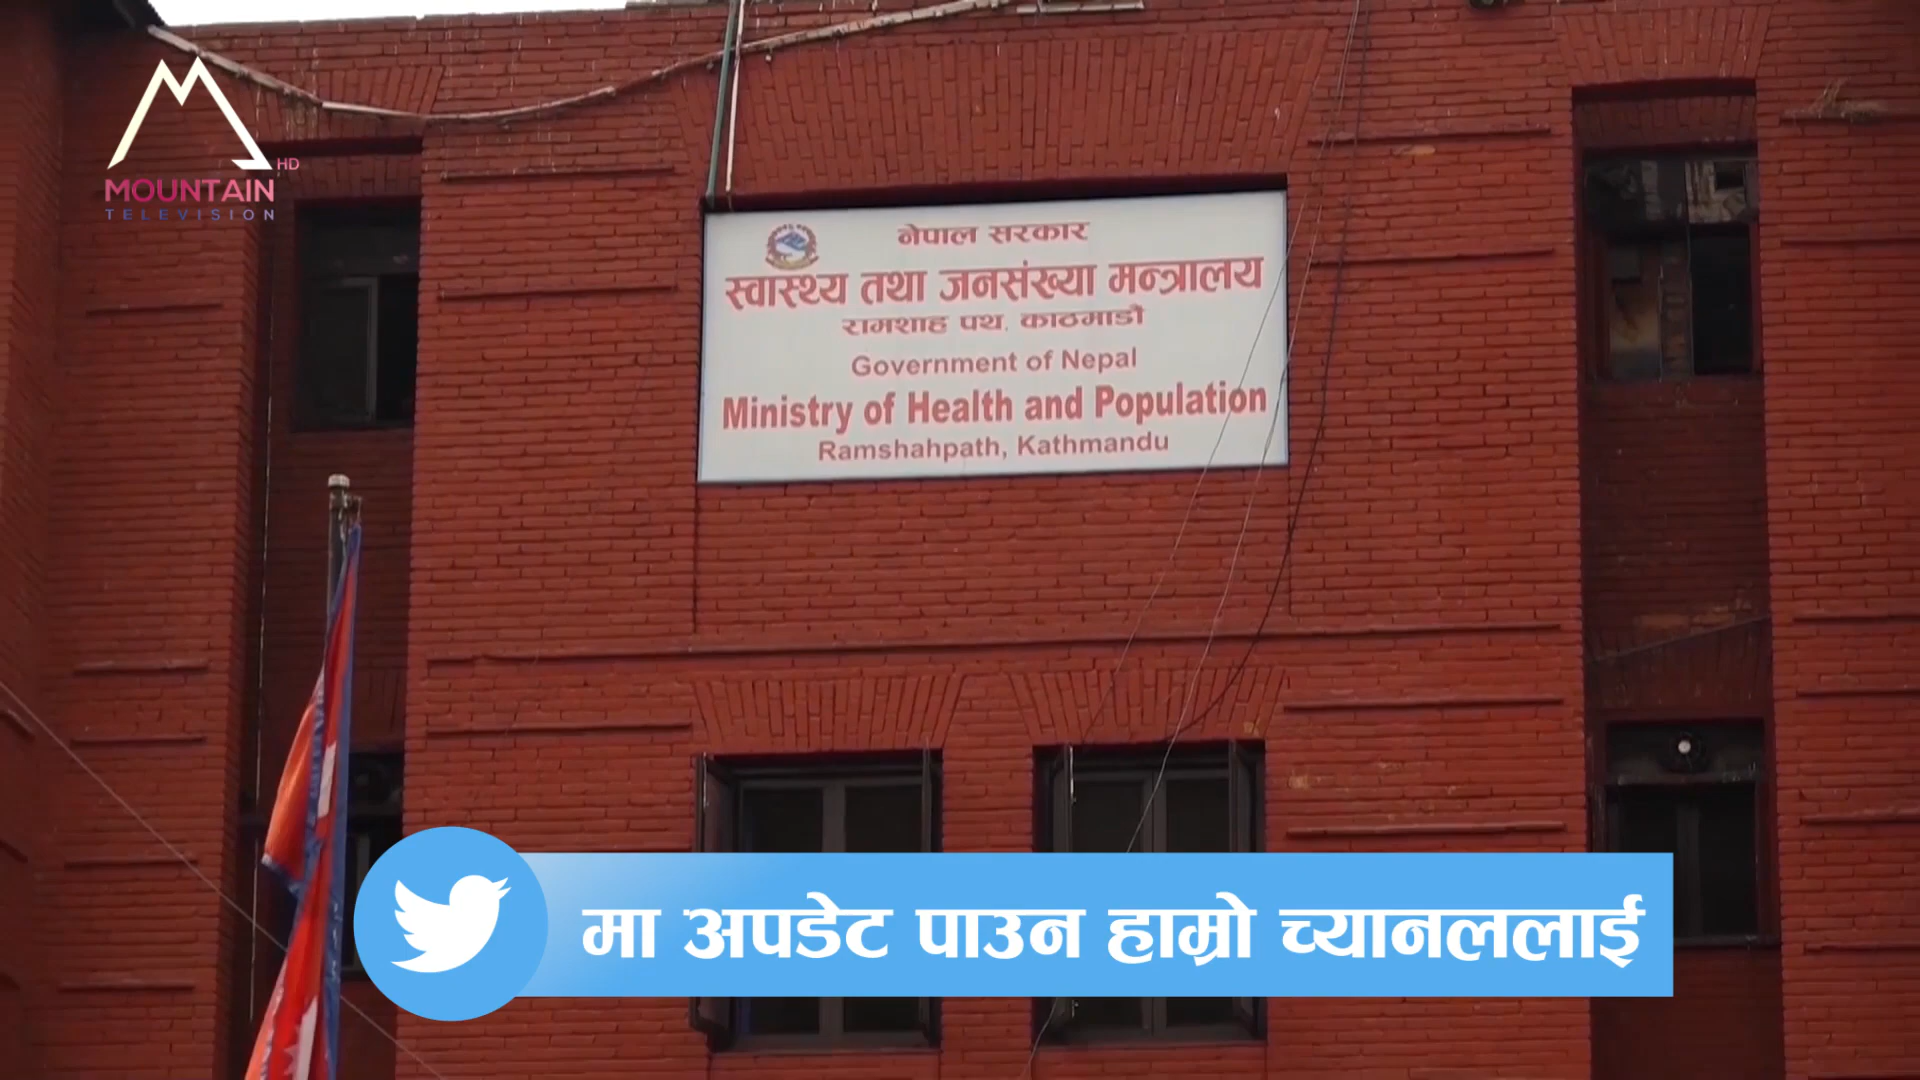 HD
MOUNTAIN
TELEVISION
नेपाल सरकार
स्वास्थ्य तथा जनसंख्या मन्त्रालय
रामशाह पथ, काठमाडौं
Government of Nepal
Ministry of Health and Population
Ramshahpath, Kathmandu
मा अपडेट पाउन हाम्रो च्यानललाई